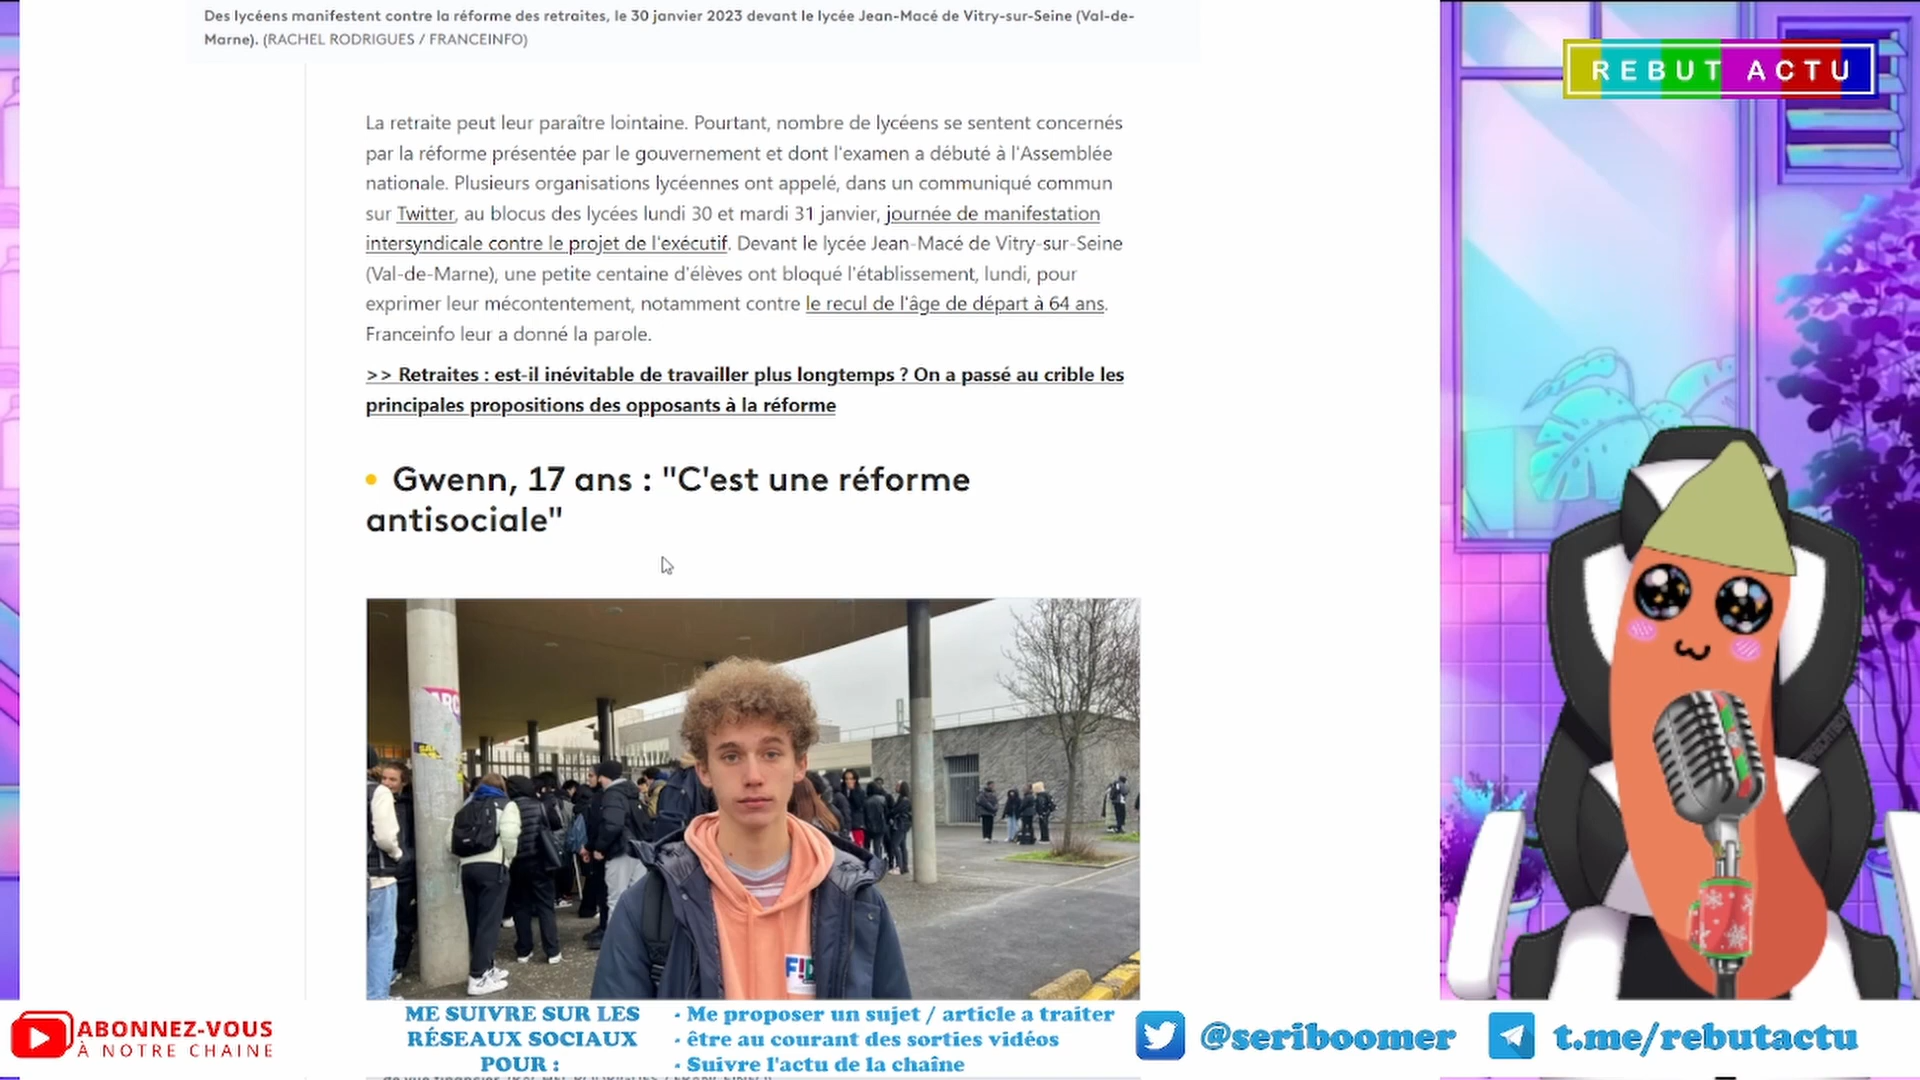 Des lycéens manifestent contre la réforme des retraites, le 30 janvier 2023 devant le lycée Jean-Macé de Vitry-sur-Seine (Val-de-
Marne). (RACHEL RODRIGUES / FRANCEINFO)
REBUT ACTU
La retraite peut leur paraître lointaine. Pourtant, nombre de lycéens se sentent concernés
par la réforme présentée par le gouvernement et dont l'examen a débuté à l'Assemblée
nationale. Plusieurs organisations lycéennes ont appelé, dans un communiqué commun
sur Twitter, au blocus des lycées lundi 30 et mardi 31 janvier, journée de manifestation
intersyndicale contre le projet de l'exécutif. Devant le lycée Jean-Macé de Vitry-sur-Seine
(Val-de-Marne), une petite centaine d'élèves ont bloqué l'établissement, lundi, pour
exprimer leur mécontentement, notamment contre le recul de l'âge de départ à 64 ans.
Franceinfo leur a donné la parole.
>> Retraites : est-il inévitable de travailler plus longtemps ? On a passé au crible les
principales propositions des opposants à la réforme
• Gwenn, 17 ans : "C'est une réforme
antisociale"
ABONNEZ-VOUS
À NOTRE CHAINE
ME SUIVRE SUR LES
RÉSEAUX SOCIAUX
POUR :
- Me proposer un sujet / article a traiter
- être au courant des sorties vidéos
- Suivre l'actu de la chaîne
@seriboomer
t.me/rebutactu